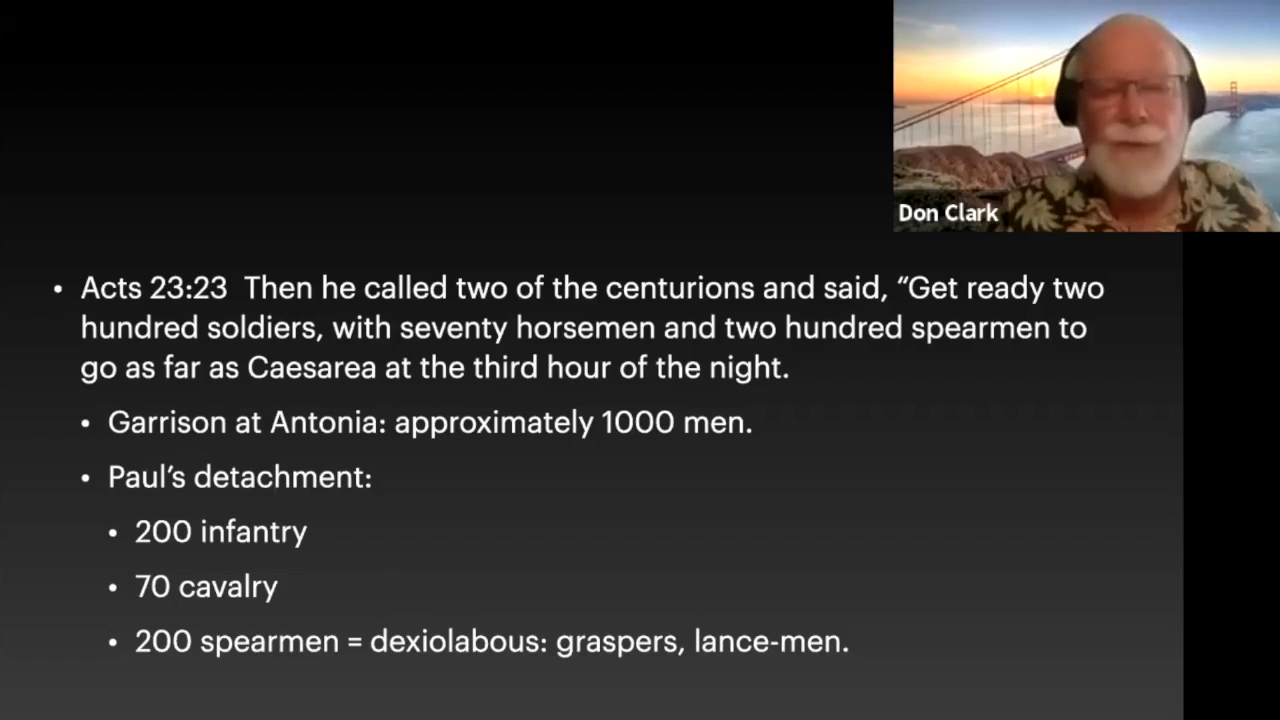 Don Clark
• Acts 23:23  Then he called two of the centurions and said, “Get ready two
hundred soldiers, with seventy horsemen and two hundred spearmen to
go as far as Caesarea at the third hour of the night.
• Garrison at Antonia: approximately 1000 men.
• Paul’s detachment:
• 200 infantry
• 70 cavalry
• 200 spearmen = dexiolabous: graspers, lance-men.